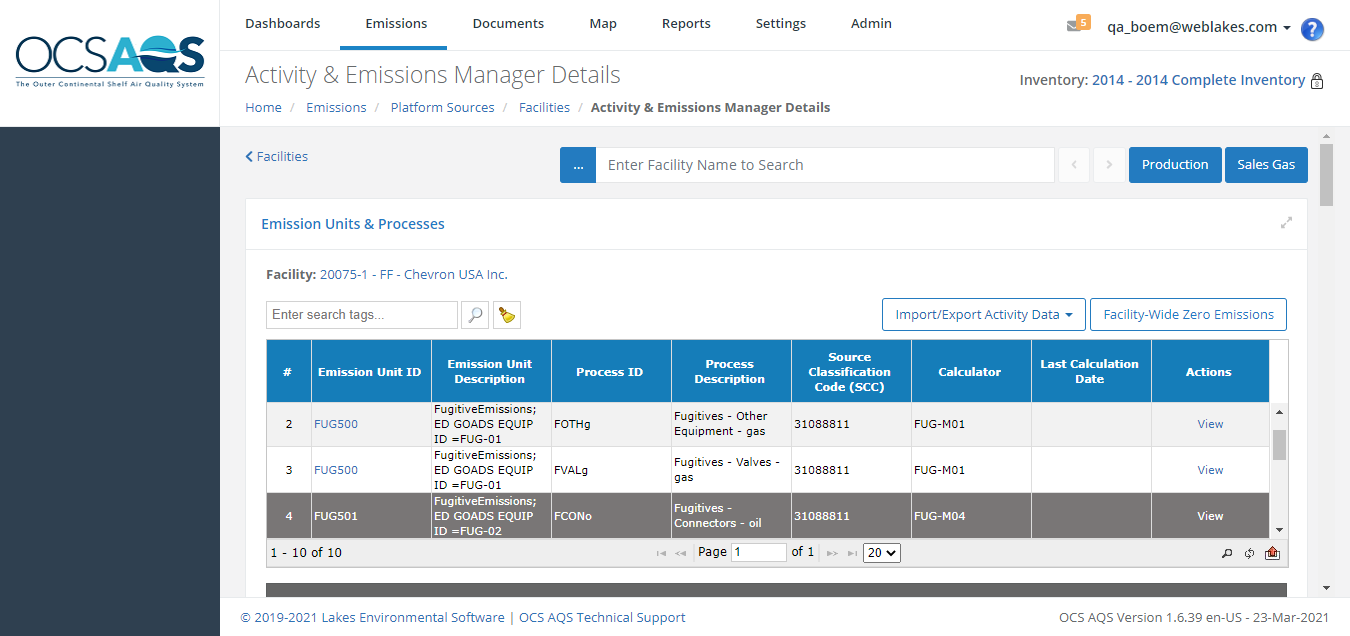 OCSAQS
The Outer Continental Shelf Air Quality System
Dashboards Emissions Documents Map Reports Settings Admin
5 qa_boem@weblakes.com ?
Activity & Emissions Manager Details
Inventory: 2014 - 2014 Complete Inventory
Home / Emissions / Platform Sources / Facilities / Activity & Emissions Manager Details
Facilities
... Enter Facility Name to Search < > Production Sales Gas
Emission Units & Processes
Facility: 20075-1 - FF - Chevron USA Inc.
Enter search tags... Import/Export Activity Data Facility-Wide Zero Emissions
# Emission Unit ID Emission Unit Description Process ID Process Description Source Classification Code (SCC) Calculator Last Calculation Date Actions
2 FUG500 FugitiveEmissions; ED GOADS EQUIP ID =FUG-01 FOTHg Fugitives - Other Equipment - gas 31088811 FUG-M01 View
3 FUG500 FugitiveEmissions; ED GOADS EQUIP ID =FUG-01 FVALg Fugitives - Valves - gas 31088811 FUG-M01 View
4 FUG501 FugitiveEmissions; ED GOADS EQUIP ID =FUG-02 FCONo Fugitives - Connectors - oil 31088811 FUG-M04 View
1 - 10 of 10 Page 1 of 1 20
© 2019-2021 Lakes Environmental Software | OCS AQS Technical Support
OCS AQS Version 1.6.39 en-US - 23-Mar-2021